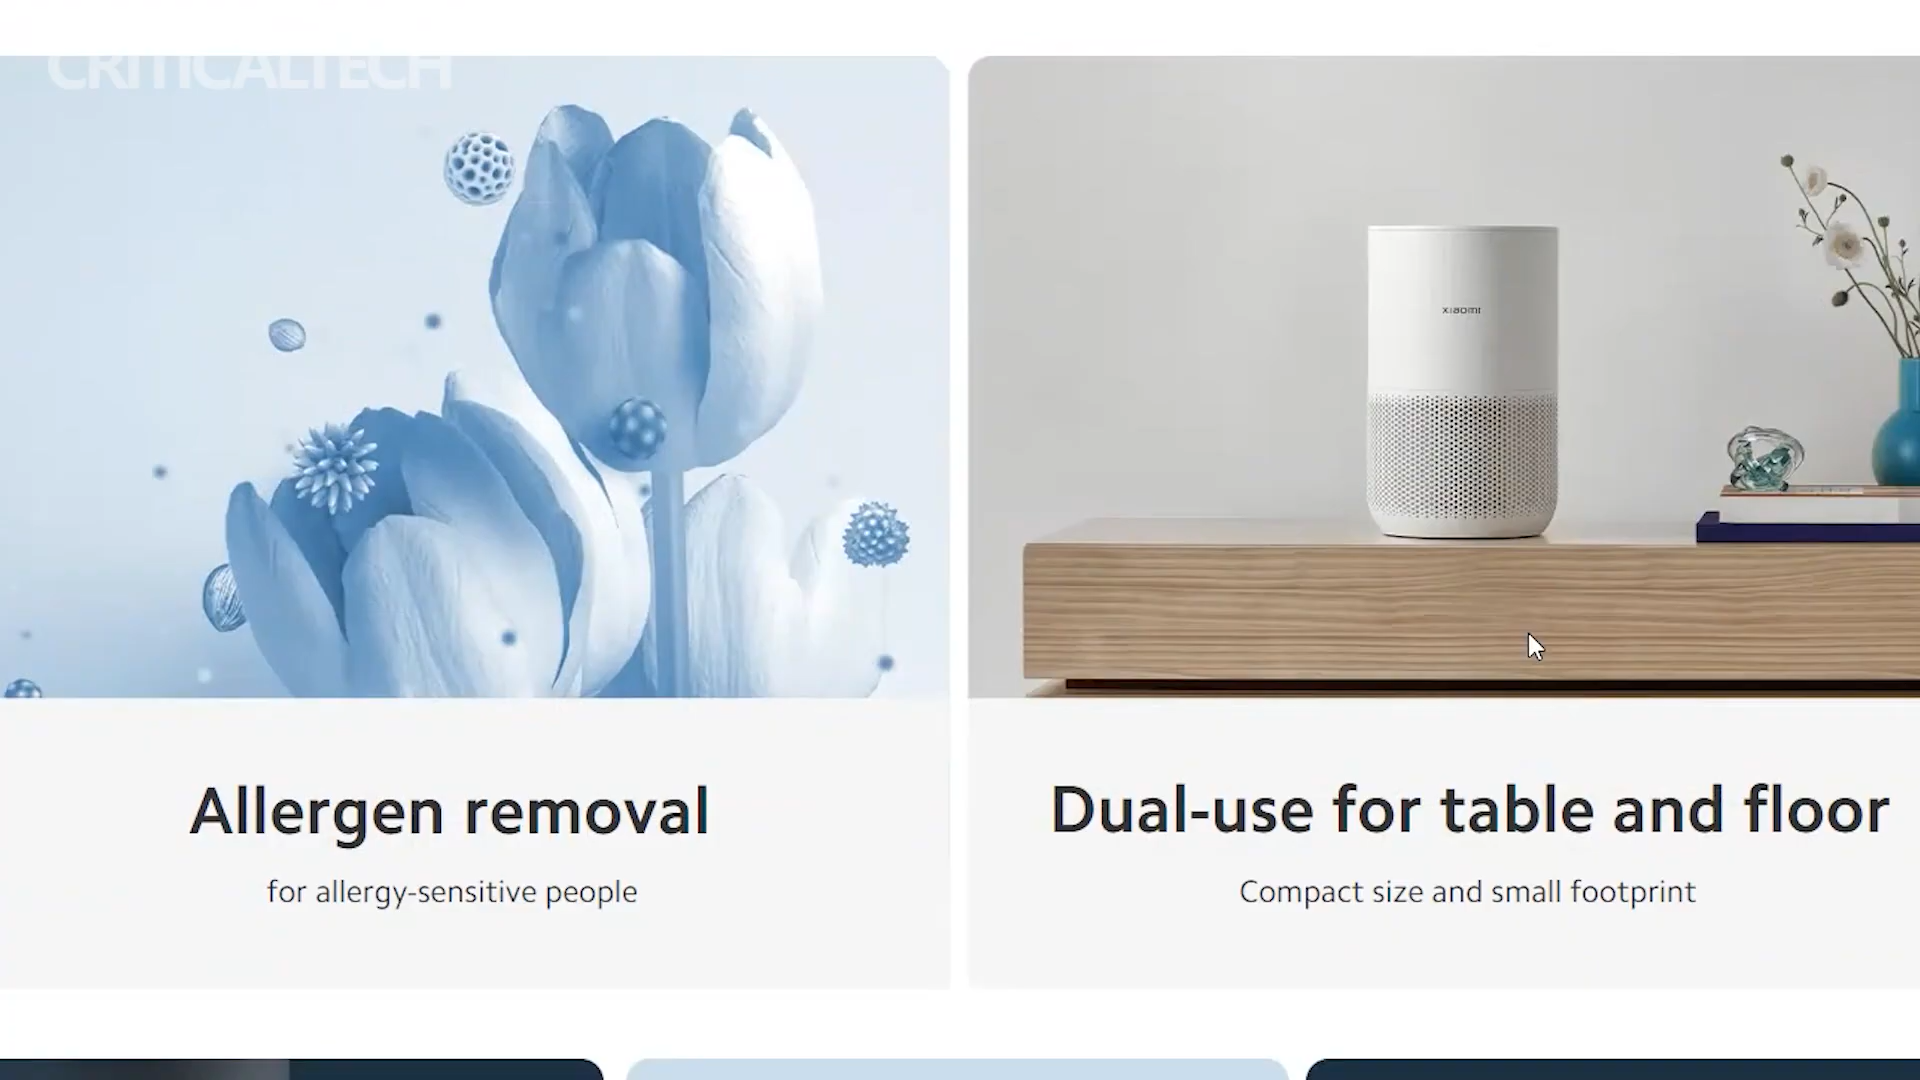 CRITICALTECH
xiaomi
Allergen removal
for allergy-sensitive people
Dual-use for table and floor
Compact size and small footprint